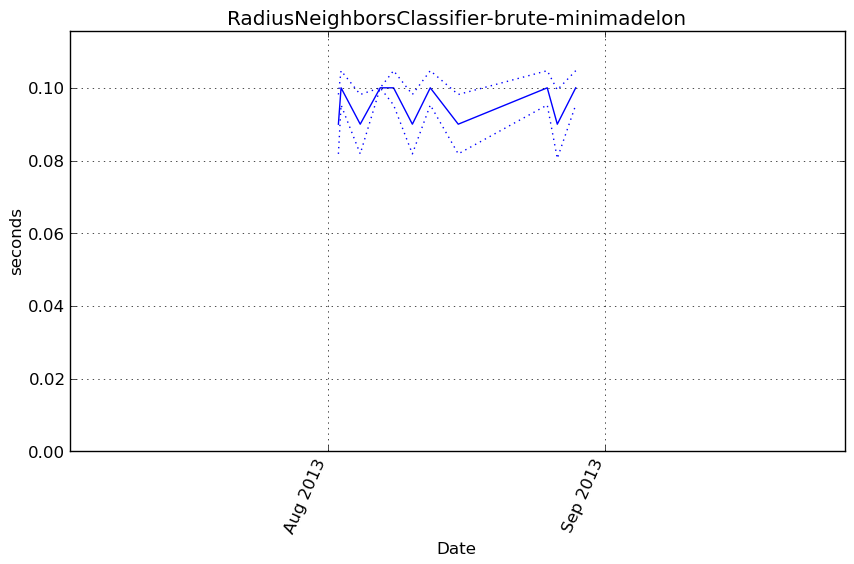 RadiusNeighborsClassifier-brute-minimadelon
0.10
0.08
0.06
0.04
0.02
0.00
seconds
Aug 2013
Sep 2013
Date